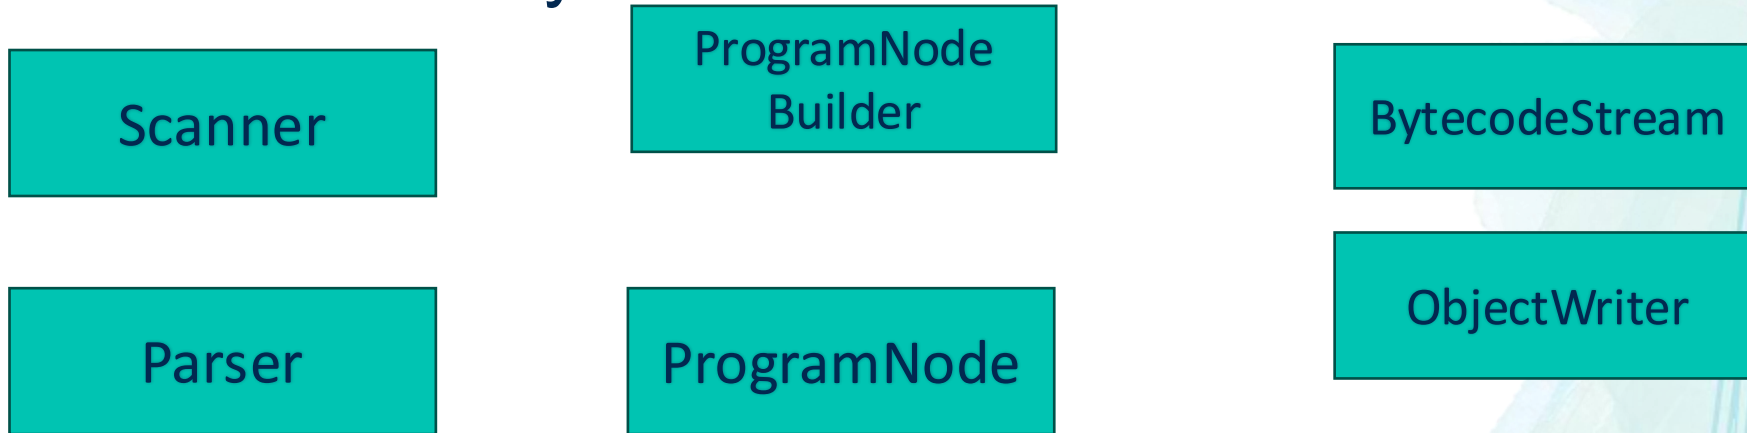 Scanner
ProgramNode
Builder
BytecodeStream
ObjectWriter
Parser
ProgramNode